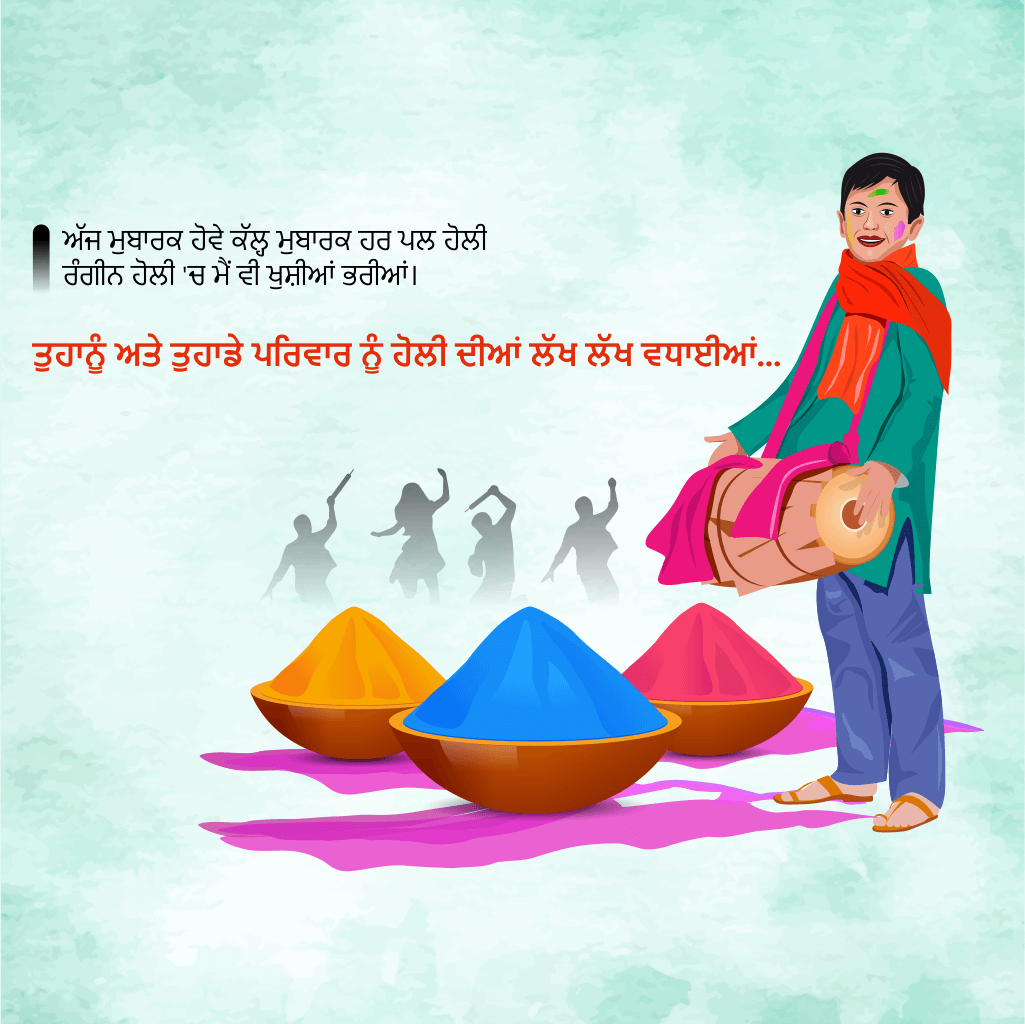 ਅੱਜ ਮੁਬਾਰਕ ਹੋਵੇ ਕੱਲ੍ਹ ਮੁਬਾਰਕ ਹਰ ਪਲ ਹੋਲੀ
ਰੰਗੀਨ ਹੋਲੀ 'ਚ ਮੈਂ ਵੀ ਖੁਸ਼ੀਆਂ ਭਰੀਆਂ।
ਤੁਹਾਨੂੰ ਅਤੇ ਤੁਹਾਡੇ ਪਰਿਵਾਰ ਨੂੰ ਹੋਲੀ ਦੀਆਂ ਲੱਖ ਲੱਖ ਵਧਾਈਆਂ...